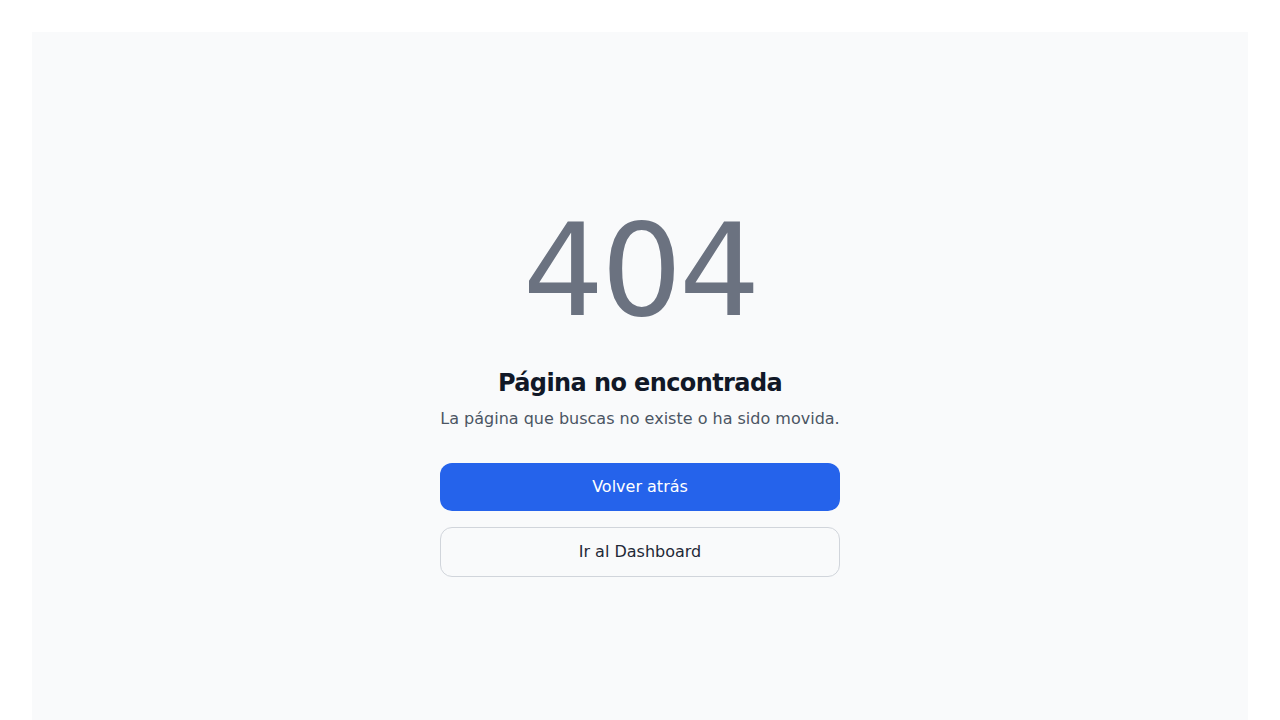 404
Página no encontrada
La página que buscas no existe o ha sido movida.
Volver atrás
Ir al Dashboard